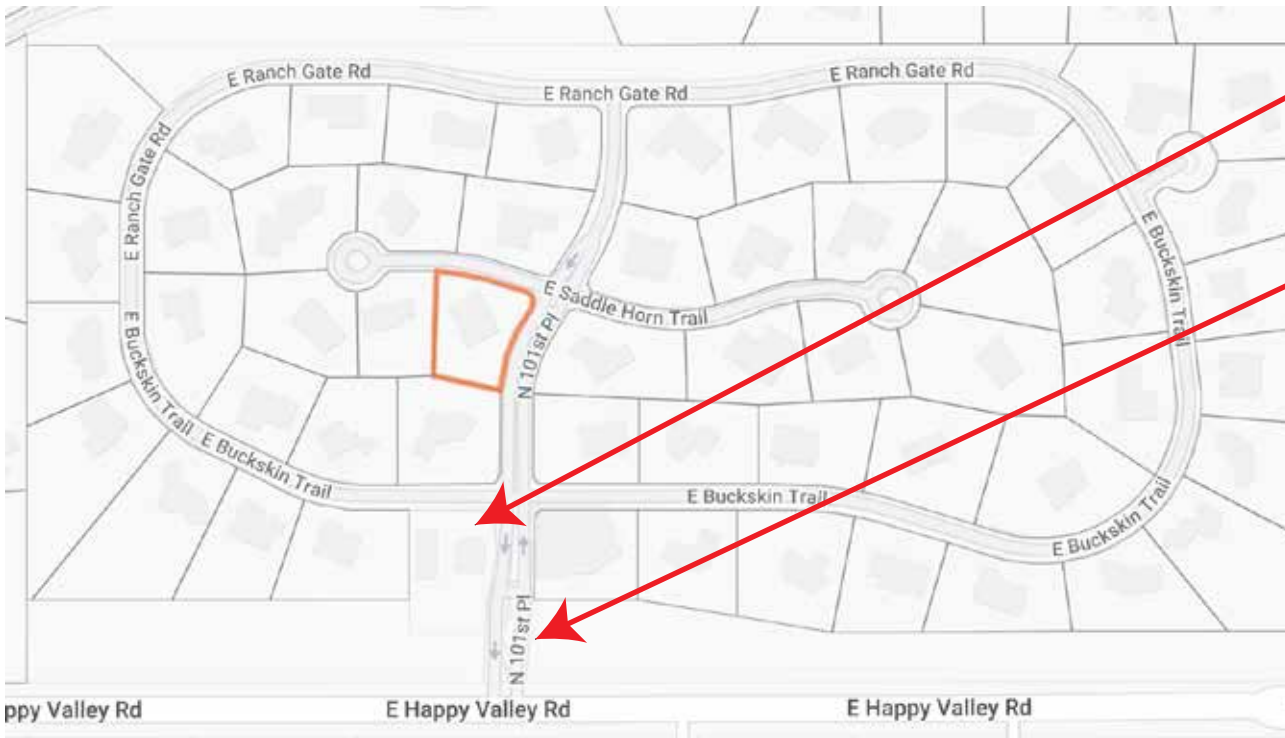 E Ranch Gate Rd
E Ranch Gate Rd
E Ranch Gate Rd
E Ranch Gate Rd
E Buckskin Trail
E Saddle Horn Trail
N 101st Pl
E Buckskin Trail
E Buckskin Trail
E Buckskin Trail
E Buckskin Trail
N 101st Pl
ppy Valley Rd
E Happy Valley Rd
E Happy Valley Rd